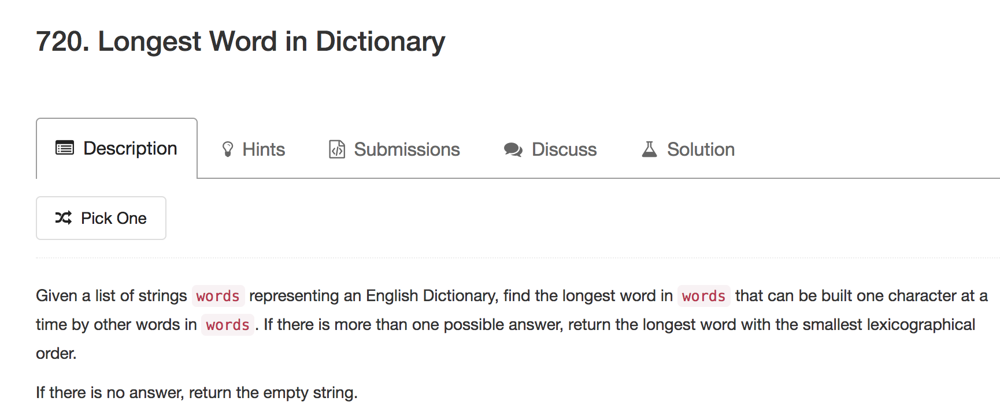 720. Longest Word in Dictionary
Description Hints Submissions Discuss Solution
Pick One
Given a list of strings words representing an English Dictionary, find the longest word in words that can be built one character at a
time by other words in words. If there is more than one possible answer, return the longest word with the smallest lexicographical
order.
If there is no answer, return the empty string.